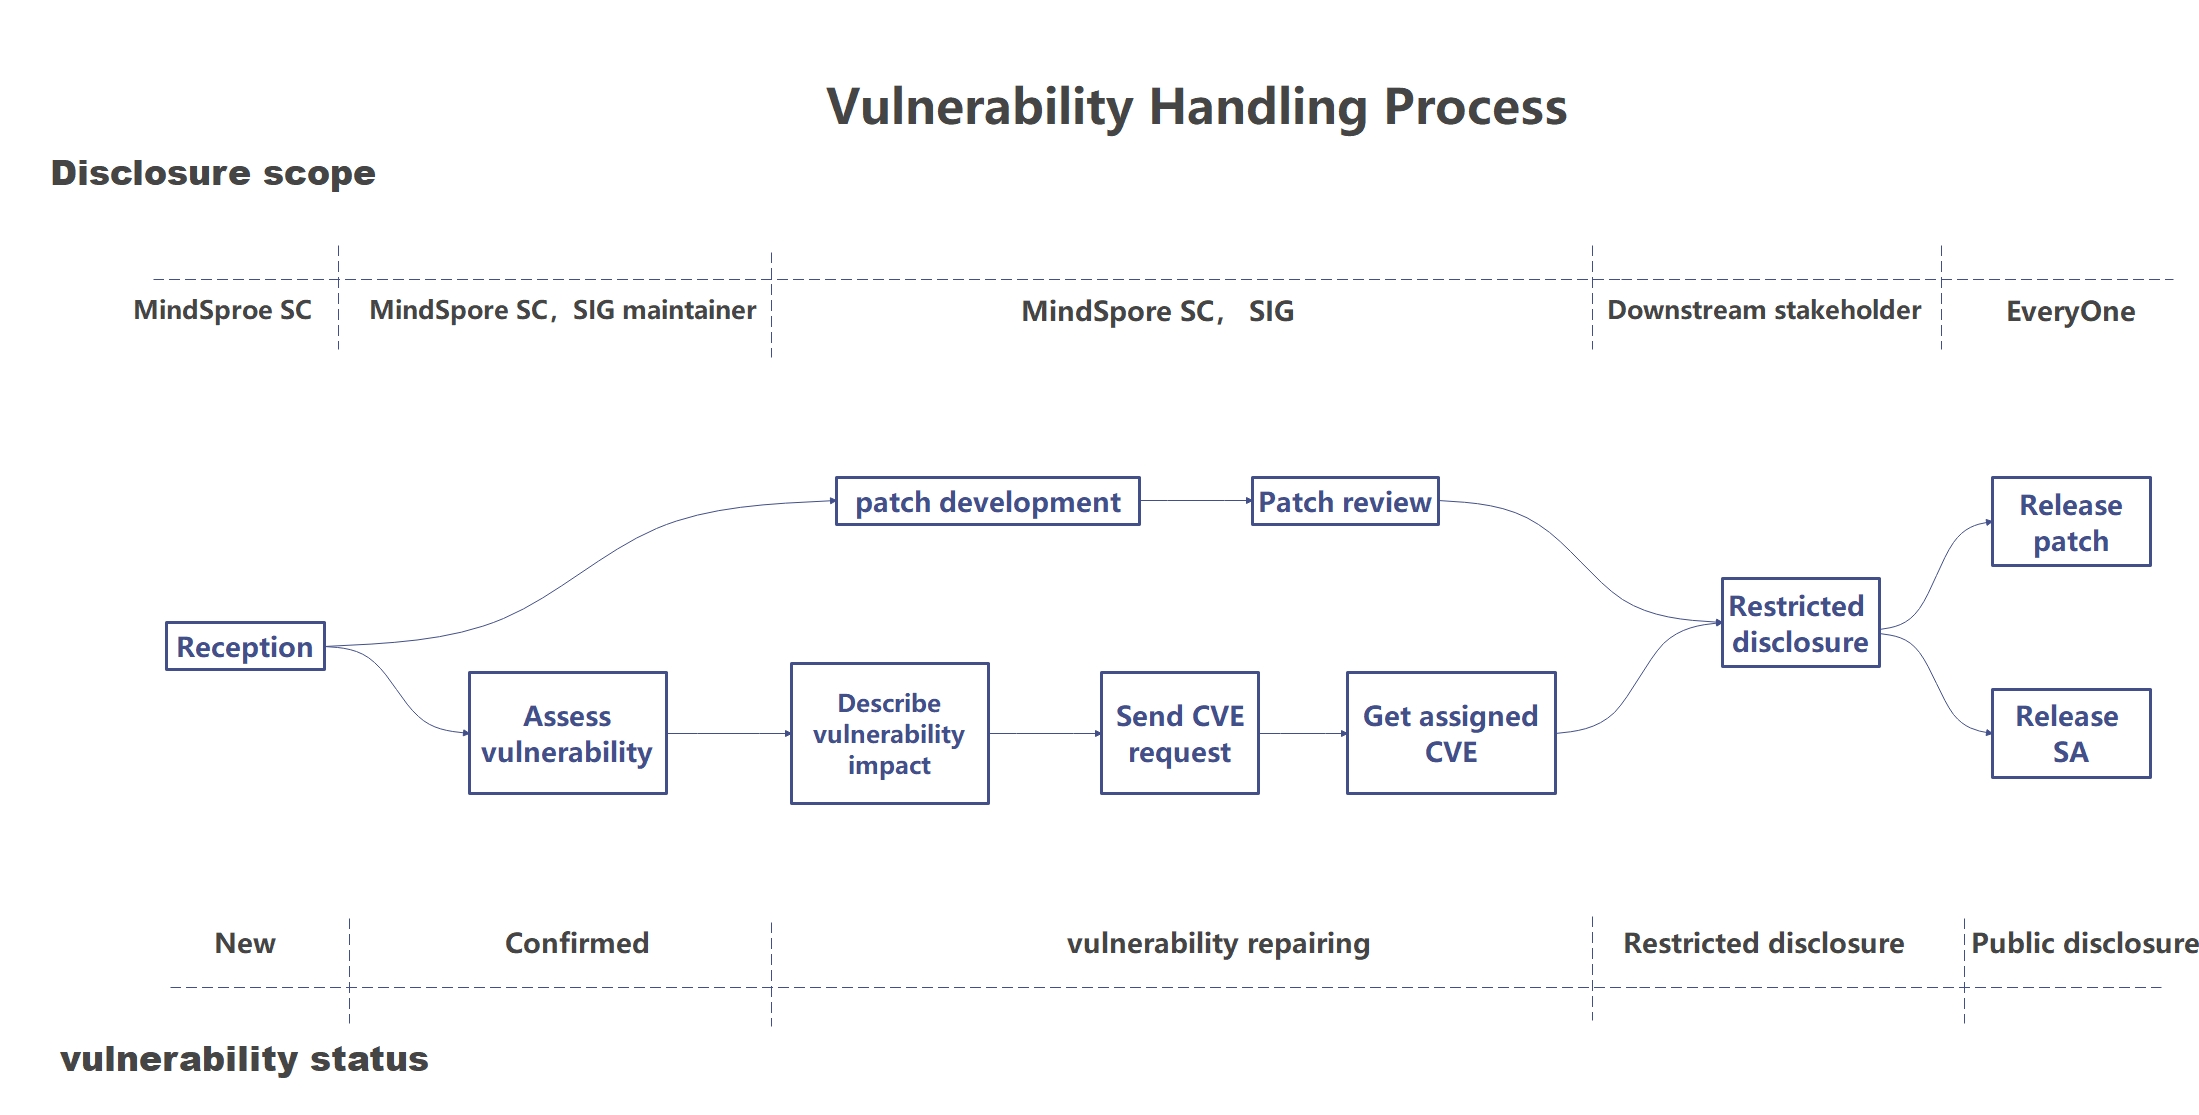 Vulnerability Handling Process
Disclosure scope
MindSproe SC
MindSpore SC，SIG maintainer
MindSpore SC， SIG
Downstream stakeholder
EveryOne
patch development
Patch review
Release
patch
Reception
Restricted
disclosure
Assess
vulnerability
Describe
vulnerability
impact
Send CVE
request
Get assigned
CVE
Release
SA
New
Confirmed
vulnerability repairing
Restricted disclosure
Public disclosure
vulnerability status